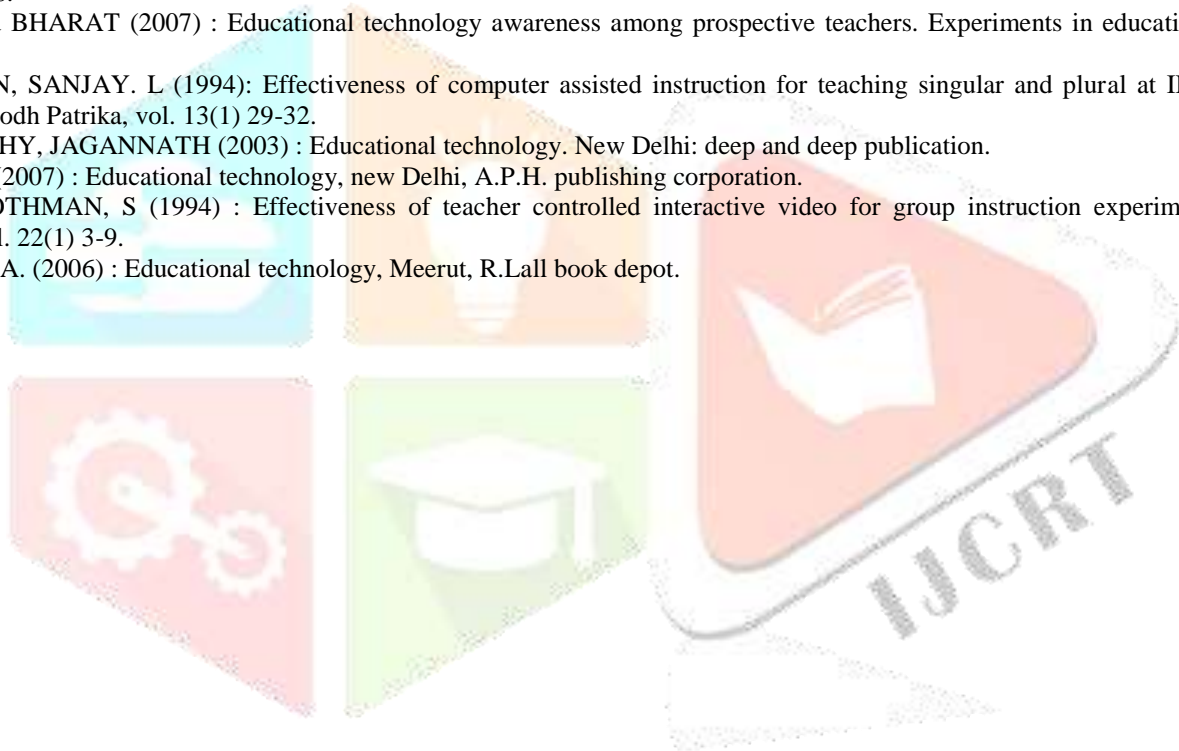 BHARAT (2007) : Educational technology awareness among prospective teachers. Experiments in educati
N, SANJAY. L (1994): Effectiveness of computer assisted instruction for teaching singular and plural at II
odh Patrika, vol. 13(1) 29-32.
HY, JAGANNATH (2003) : Educational technology. New Delhi: deep and deep publication.
(2007) : Educational technology, new Delhi, A.P.H. publishing corporation.
OTHMAN, S (1994) : Effectiveness of teacher controlled interactive video for group instruction experim
l. 22(1) 3-9.
A. (2006) : Educational technology, Meerut, R.Lall book depot.
IJCRT